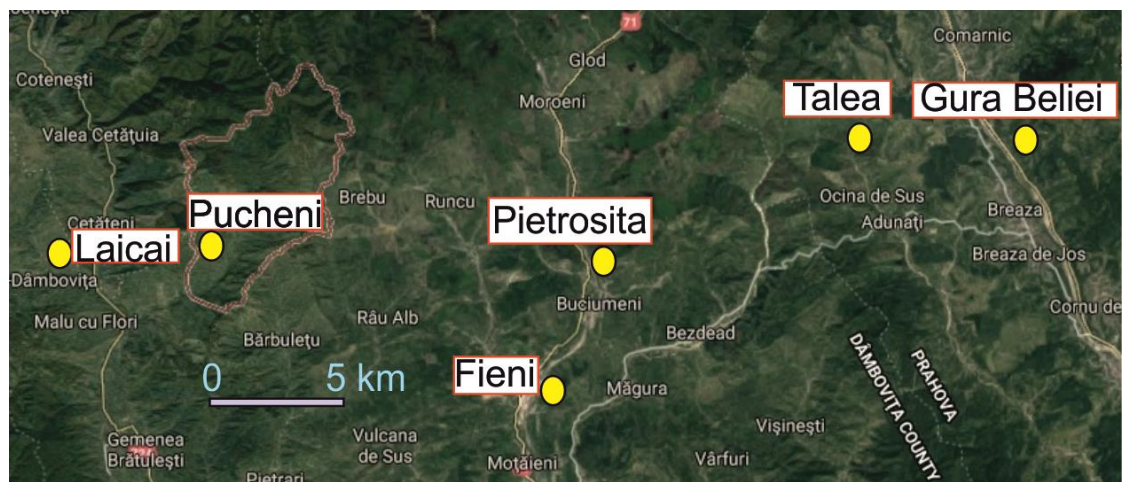 Comarnic
71
Glod
Cotenești
Talea
Gura Beliei
Moroeni
Valea Cetățuia
Brebu
Runcu
Ocina de Sus
Pucheni
Pietrosita
Cetățeni
Adunați
Breaza
Laicai
Breaza de Jos
-Dâmbovița
Buciumeni
Cornu de
Malu cu Flori
Râu Alb
Bezdead
Bărbulețu
DÂMBOVIȚA COUNTY
PRAHOVA
0 5 km
Fieni
Măgura
Vișinești
Gemenea
Brătulești
Vulcana
de Sus
Moțăieni
Vârfuri
Pietrari